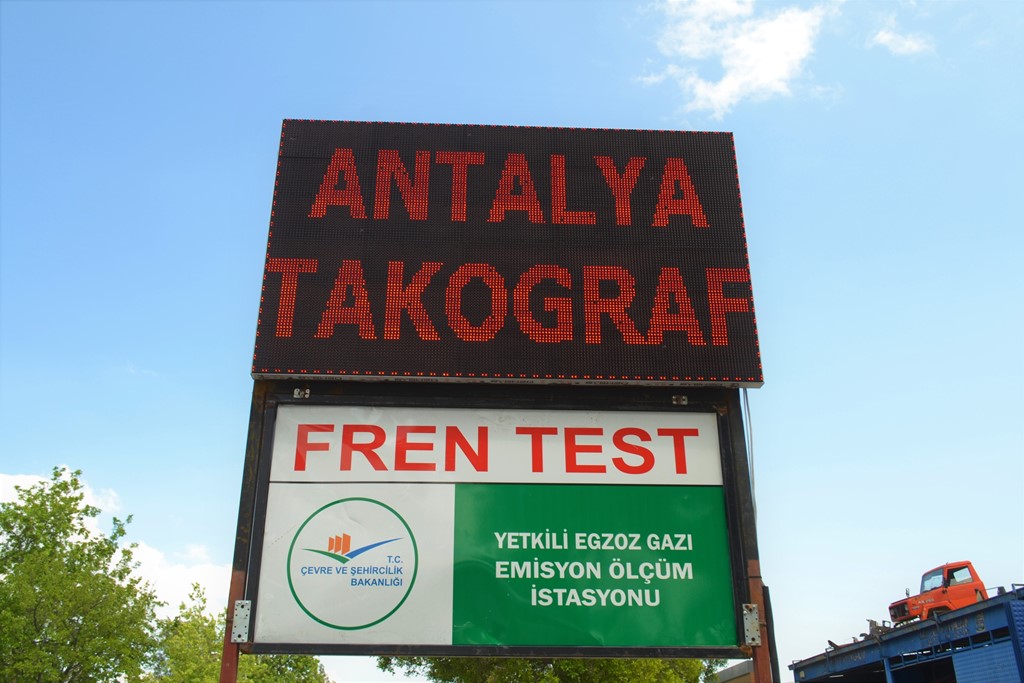 ANTALYA
TAKOGRAF
FREN TEST
T.C.
ÇEVRE VE ŞEHİRCİLİK
BAKANLIĞI
YETKİLİ EGZOZ GAZI
EMİSYON ÖLÇÜM
İSTASYONU